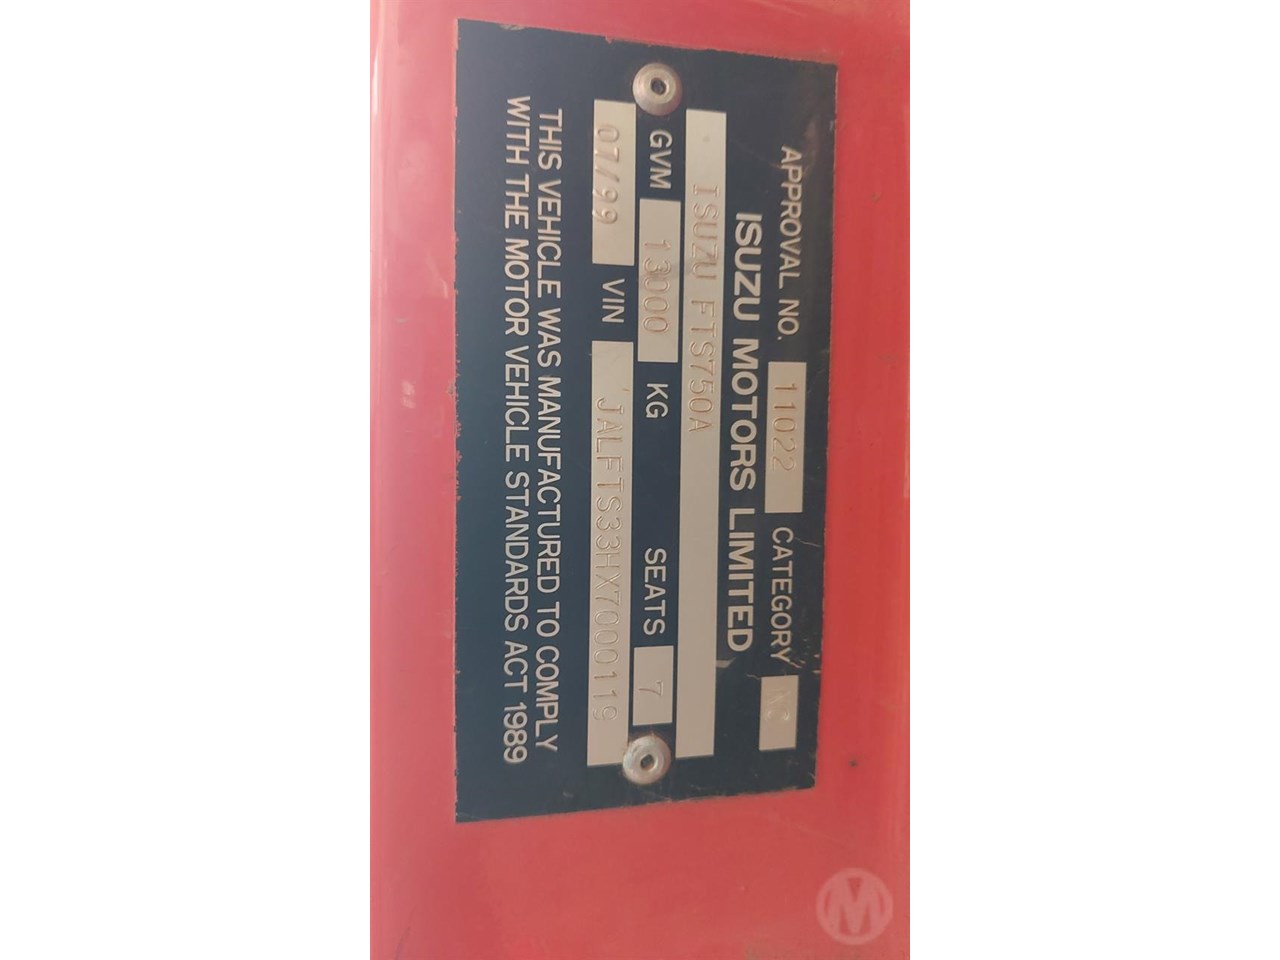 APPROVAL NO. 11022 CATEGORY NC
ISUZU MOTORS LIMITED
ISUZU FTS750A
GVM 13000 KG SEATS 7
07/99 VIN JALFTS33HX7000119
THIS VEHICLE WAS MANUFACTURED TO COMPLY
WITH THE MOTOR VEHICLE STANDARDS ACT 1989
M